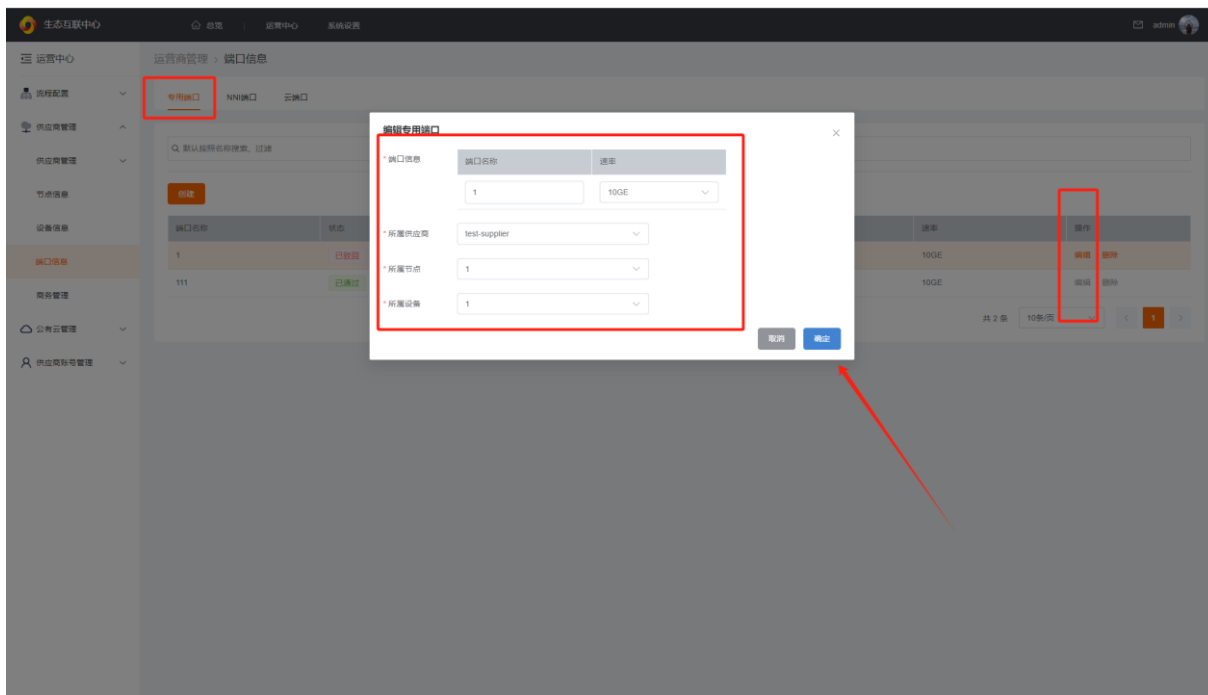 生态互联中心 总览 运营中心 系统设置 admin
运营中心 运营商管理 > 端口信息
流程配置
专用端口 NNI端口 云端口
供应商管理
供应商管理
节点信息
设备信息
端口信息
商务管理
公有云管理
供应商账号管理
默认按照名称搜索、过滤
创建
端口名称 状态 速率 操作
1 已驳回 10GE 编辑 删除
111 已通过 10GE 编辑 删除
共 2 条 10条/页 < 1 >
编辑专用端口 ×
* 端口信息 端口名称 速率
1 10GE
* 所属供应商 test-supplier
* 所属节点 1
* 所属设备 1
取消 确定